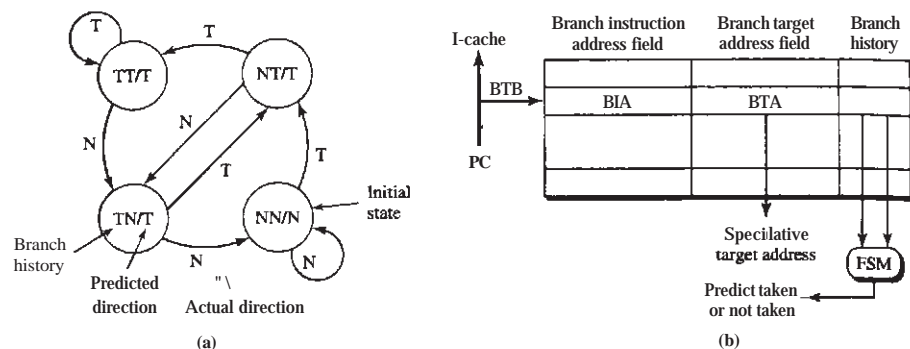 T
TT/T
T
NT/T
N
N
T
T
TN/T
N
NN/N
N
Initial
state
Branch
history
Predicted
direction
" \
Actual direction
(a)
I-cache
BTB
PC
Branch instruction
address field
Branch target
address field
Branch
history
BIA
BTA
Speculative
target address
FSM
Predict taken
or not taken
(b)